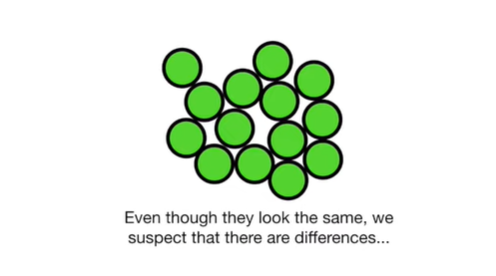 Even though they look the same, we
suspect that there are differences...